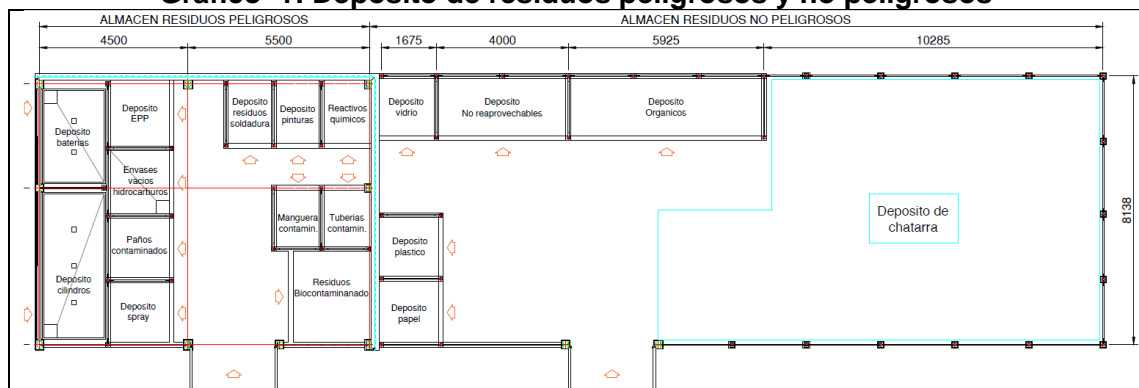 Gráfico 1: Deposito de residuos peligrosos y no peligrosos
ALMACEN RESIDUOS PELIGROSOS
ALMACEN RESIDUOS NO PELIGROSOS
4500
5500
1675
4000
5925
10285
Deposito
baterias
Deposito
EPP
Deposito
residuos
soldadura
Deposito
pinturas
Reactivos
quimicos
Deposito
vidrio
Deposito
No reaprovechables
Deposito
Organicos
Envases
vacios
hidrocarburos
Deposito de
chatarra
8138
Manguera
contamin.
Tuberias
contamin.
Paños
contaminados
Deposito
plastico
Deposito
cilindros
Deposito
spray
Residuos
Biocontaminanado
Deposito
papel